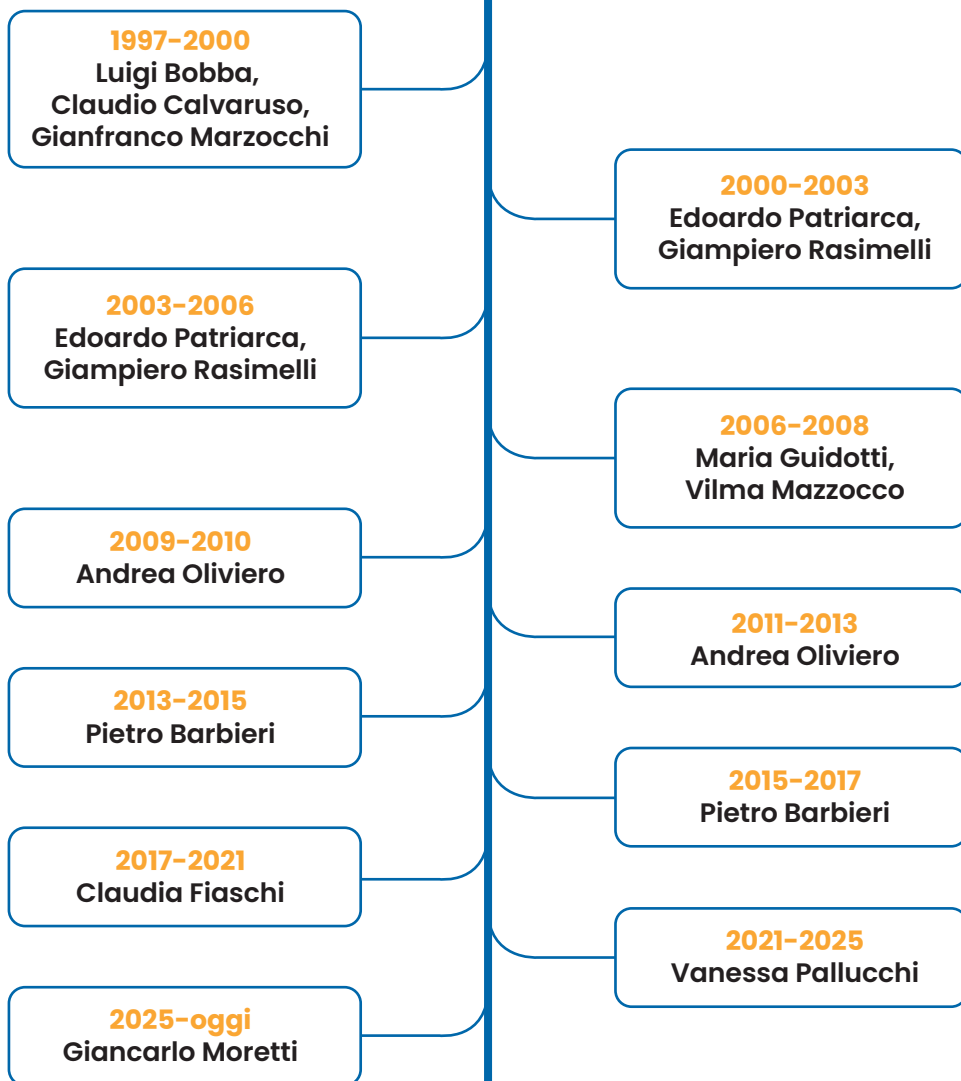 1997-2000
Luigi Bobba,
Claudio Calvaruso,
Gianfranco Marzocchi
2000-2003
Edoardo Patriarca,
Giampiero Rasimelli
2003-2006
Edoardo Patriarca,
Giampiero Rasimelli
2006-2008
Maria Guidotti,
Vilma Mazzocco
2009-2010
Andrea Oliviero
2011-2013
Andrea Oliviero
2013-2015
Pietro Barbieri
2015-2017
Pietro Barbieri
2017-2021
Claudia Fiaschi
2021-2025
Vanessa Pallucchi
2025-oggi
Giancarlo Moretti